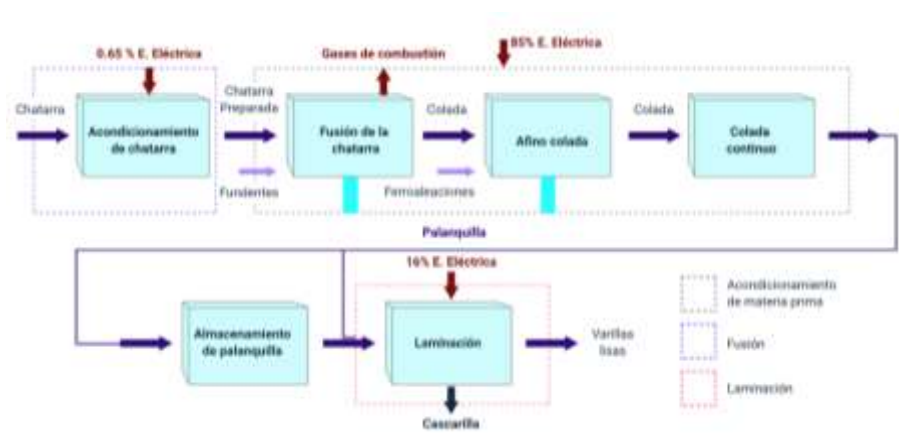 0.65 % E. Eléctrica
Gases de combustión
85% E. Eléctrica
Chatarra
Acondicionamiento
de chatarra
Chatarra
Preparada
Fundentes
Fusión de la
chatarra
Colada
Ferroaleaciones
Afino colada
Colada
Colada
continuo
Palanquilla
16% E. Eléctrica
Almacenamiento
de palanquilla
Laminación
Varillas
lisas
Cascarilla
Acondicionamiento
de materia prima
Fusión
Laminación